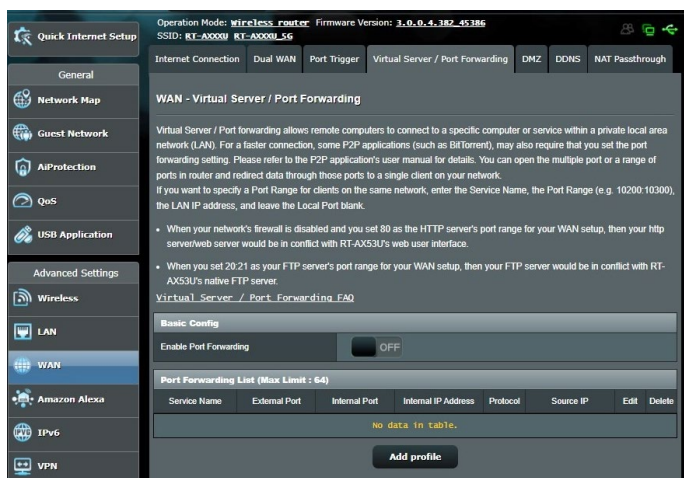 Quick Internet Setup
General
Network Map
Guest Network
AiProtection
QoS
USB Application
Advanced Settings
Wireless
LAN
WAN
Amazon Alexa
IPv6
VPN
Operation Mode: Wireless router Firmware Version: 3.0.0.4.382_45386
SSID: RT-AXXXU RT-AXXXU_5G
Internet Connection Dual WAN Port Trigger Virtual Server / Port Forwarding DMZ DDNS NAT Passthrough
WAN - Virtual Server / Port Forwarding
Virtual Server / Port forwarding allows remote computers to connect to a specific computer or service within a private local area
network (LAN). For a faster connection, some P2P applications (such as BitTorrent), may also require that you set the port
forwarding setting. Please refer to the P2P application's user manual for details. You can open the multiple port or a range of
ports in router and redirect data through those ports to a single client on your network.
If you want to specify a Port Range for clients on the same network, enter the Service Name, the Port Range (e.g. 10200:10300),
the LAN IP address, and leave the Local Port blank.
• When your network's firewall is disabled and you set 80 as the HTTP server's port range for your WAN setup, then your http
server/web server would be in conflict with RT-AX53U's web user interface.
• When you set 20:21 as your FTP server's port range for your WAN setup, then your FTP server would be in conflict with RT-
AX53U's native FTP server.
Virtual Server / Port Forwarding FAQ
Basic Config
Enable Port Forwarding OFF
Port Forwarding List (Max Limit : 64)
Service Name External Port Internal Port Internal IP Address Protocol Source IP Edit Delete
No data in table.
Add profile